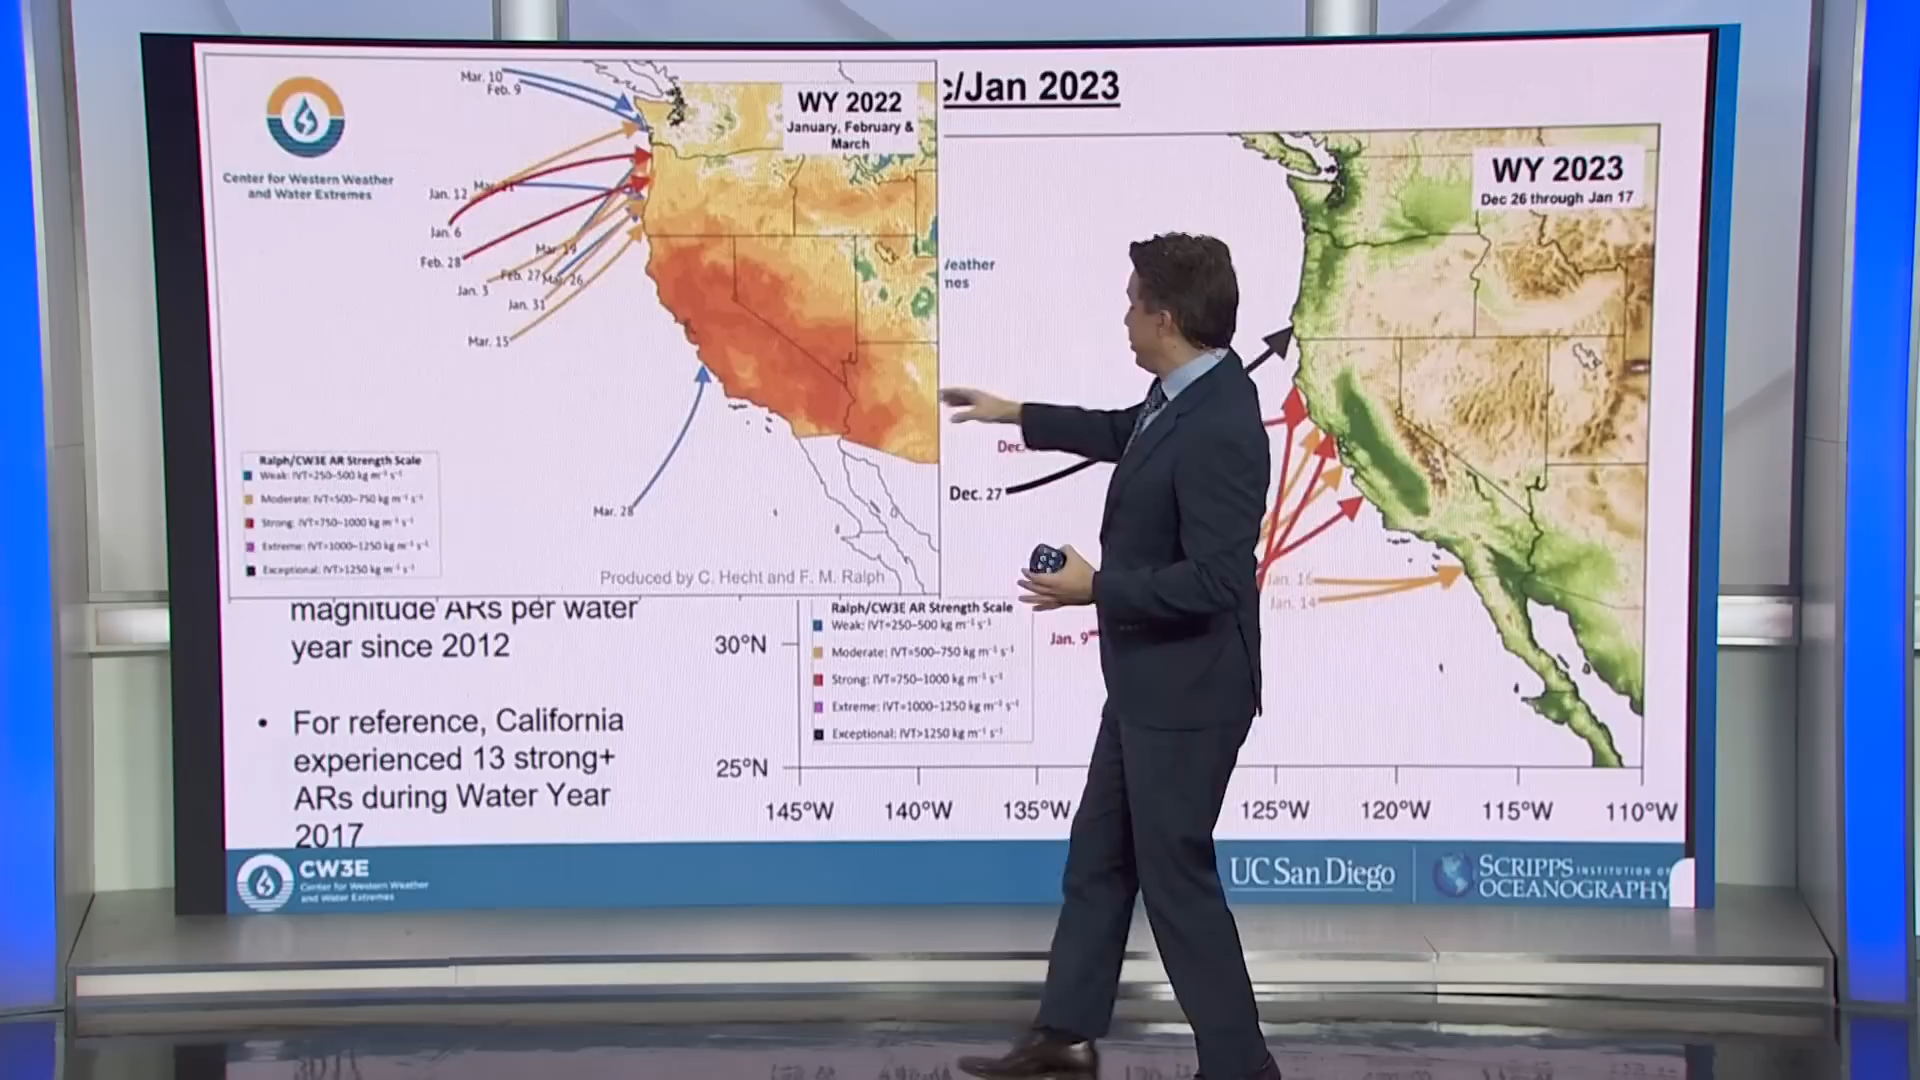 Mar. 10
Feb. 9
WY 2022
January, February &
March
Center for Western Weather
and Water Extremes
Jan. 12
Jan. 6
Feb. 28
Mar. 19
Feb. 27
Mar. 26
Jan. 3
Jan. 31
Mar. 15
Mar. 28
Ralph/CW3E AR Strength Scale
Weak: IVT=250–500 kg m⁻¹ s⁻¹
Moderate: IVT=500–750 kg m⁻¹ s⁻¹
Strong: IVT=750–1000 kg m⁻¹ s⁻¹
Extreme: IVT=1000–1250 kg m⁻¹ s⁻¹
Exceptional: IVT>1250 kg m⁻¹ s⁻¹
Produced by C. Hecht and F. M. Ralph
c/Jan 2023
WY 2023
Dec 26 through Jan 17
Weather
mes
Dec.
Dec. 27
Jan. 16
Jan. 14
Jan. 9
magnitude ARs per water
year since 2012
• For reference, California
experienced 13 strong+
ARs during Water Year
2017
Ralph/CW3E AR Strength Scale
Weak: IVT=250–500 kg m⁻¹ s⁻¹
Moderate: IVT=500–750 kg m⁻¹ s⁻¹
Strong: IVT=750–1000 kg m⁻¹ s⁻¹
Extreme: IVT=1000–1250 kg m⁻¹ s⁻¹
Exceptional: IVT>1250 kg m⁻¹ s⁻¹
30°N
25°N
145°W 140°W 135°W 125°W 120°W 115°W 110°W
CW3E
Center for Western Weather
and Water Extremes
UC San Diego
SCRIPPS INSTITUTION OF
OCEANOGRAPHY